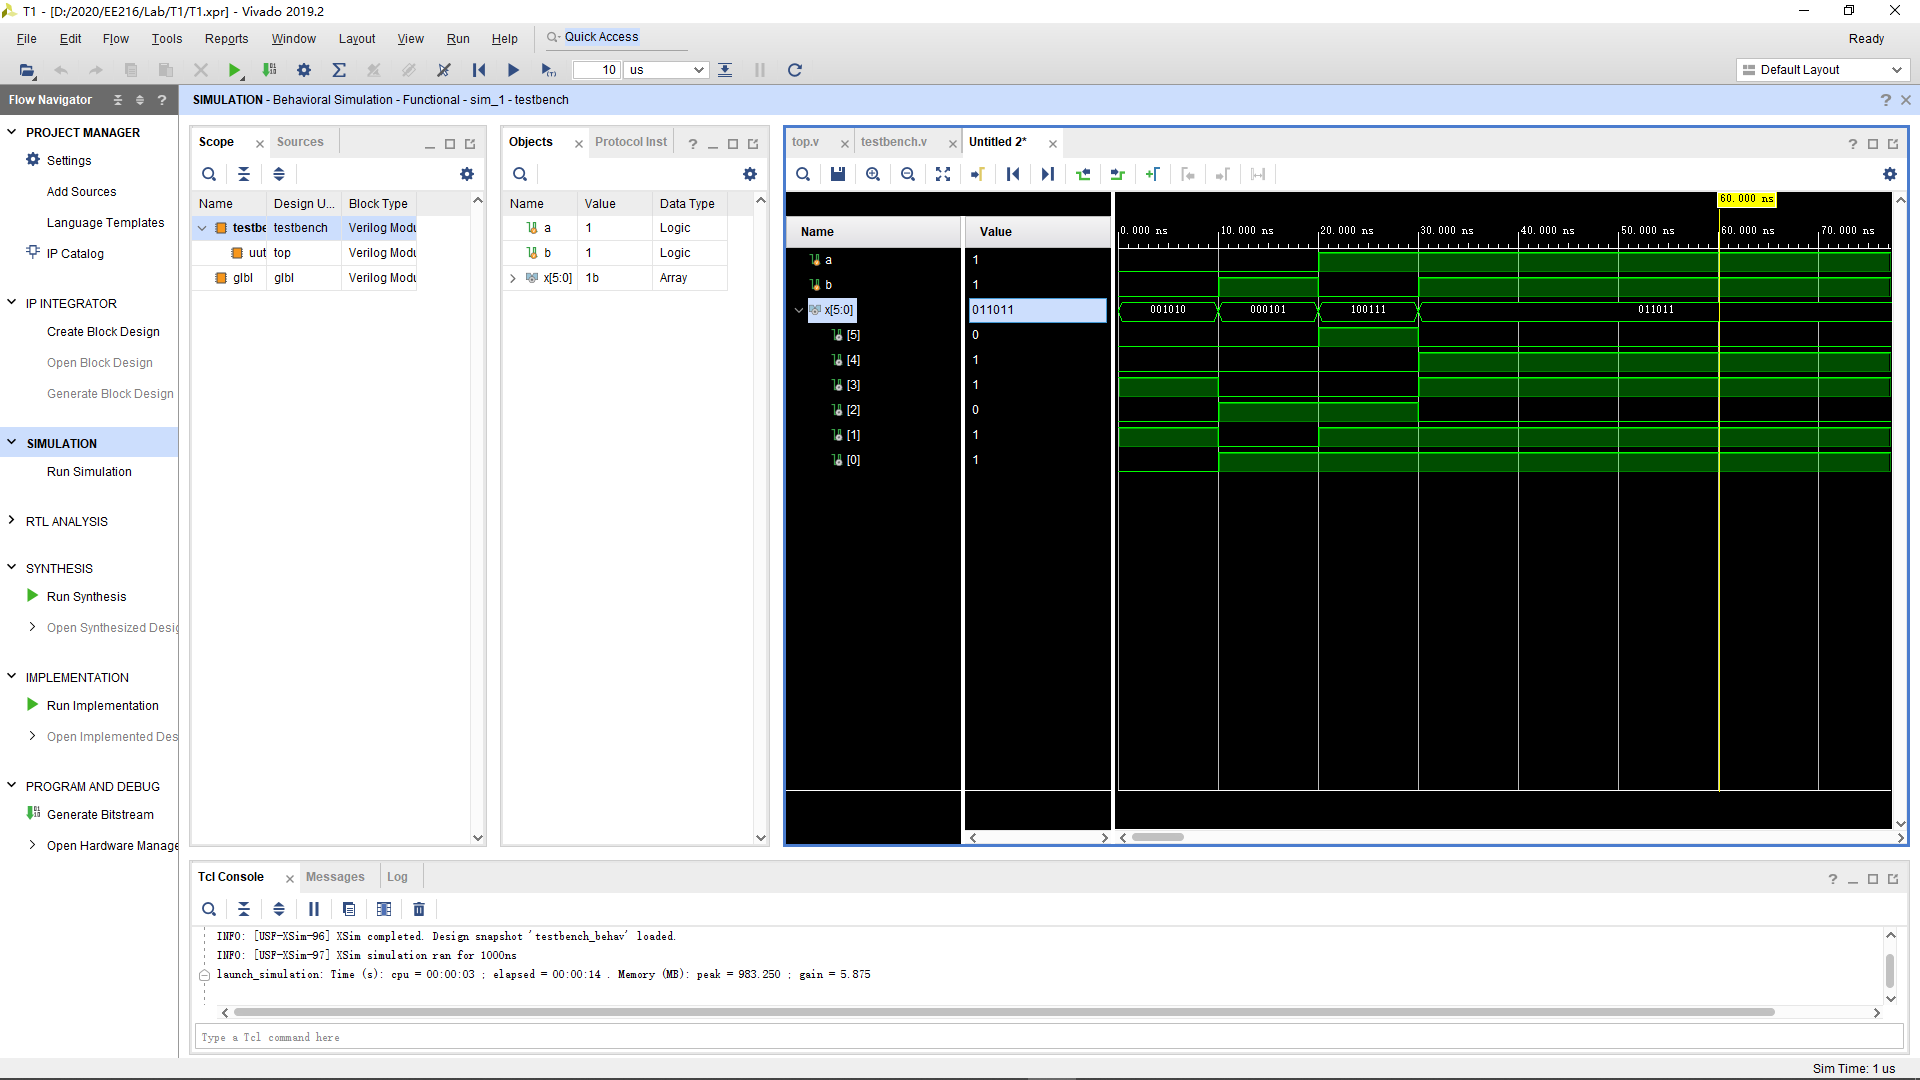 T1 - [D:/2020/EE216/Lab/T1/T1.xpr] - Vivado 2019.2
File Edit Flow Tools Reports Window Layout View Run Help Quick Access Ready
10 us Default Layout
Flow Navigator
SIMULATION - Behavioral Simulation - Functional - sim_1 - testbench
PROJECT MANAGER
Settings
Add Sources
Language Templates
IP Catalog
IP INTEGRATOR
Create Block Design
Open Block Design
Generate Block Design
SIMULATION
Run Simulation
RTL ANALYSIS
SYNTHESIS
Run Synthesis
Open Synthesized Desig
IMPLEMENTATION
Run Implementation
Open Implemented Des
PROGRAM AND DEBUG
Generate Bitstream
Open Hardware Manage
Scope Sources
Name Design U... Block Type
testbe testbench Verilog Modu
uut top Verilog Modu
glbl glbl Verilog Modu
Objects Protocol Inst
Name Value Data Type
a 1 Logic
b 1 Logic
x[5:0] 1b Array
top.v testbench.v Untitled 2*
60.000 ns
Name Value
0.000 ns 10.000 ns 20.000 ns 30.000 ns 40.000 ns 50.000 ns 60.000 ns 70.000 ns
a 1
b 1
x[5:0] 011011 001010 000101 100111 011011
[5] 0
[4] 1
[3] 1
[2] 0
[1] 1
[0] 1
Tcl Console Messages Log
INFO: [USF-XSim-96] XSim completed. Design snapshot 'testbench_behav' loaded.
INFO: [USF-XSim-97] XSim simulation ran for 1000ns
launch_simulation: Time (s): cpu = 00:00:03 ; elapsed = 00:00:14 . Memory (MB): peak = 983.250 ; gain = 5.875
Type a Tcl command here
Sim Time: 1 us